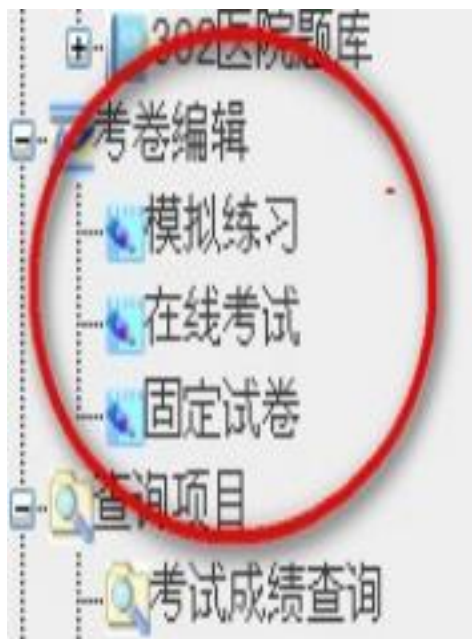 302医院题库
考卷编辑
模拟练习
在线考试
固定试卷
查询项目
考试成绩查询